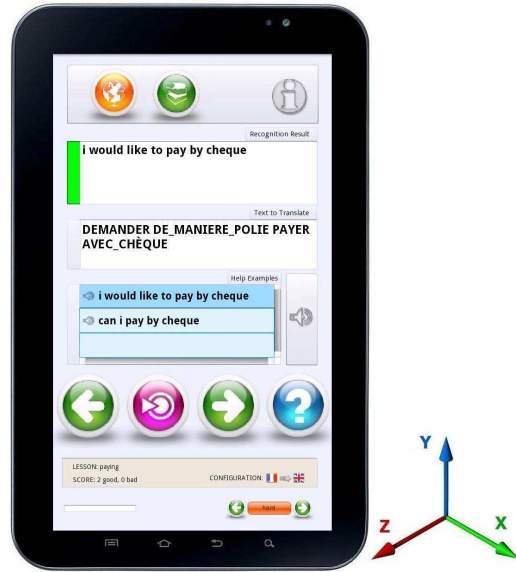 Recognition Result
i would like to pay by cheque
Text to Translate
DEMANDER DE_MANIERE_POLIE PAYER
AVEC_CHÈQUE
Help Examples
i would like to pay by cheque
can i pay by cheque
?
LESSON: paying
SCORE: 2 good, 0 bad
CONFIGURATION:
hard
Y
Z
X